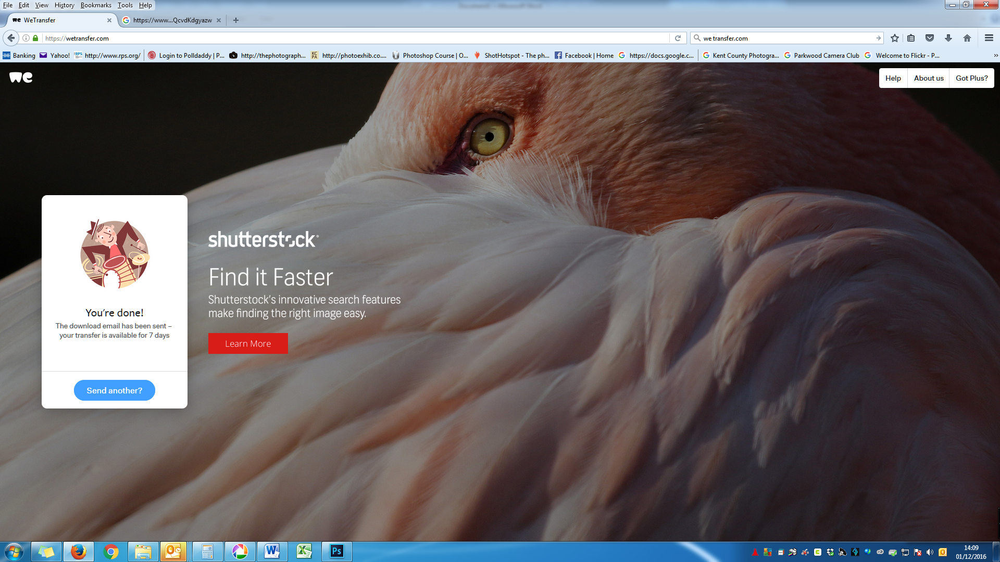 File Edit View History Bookmarks Tools Help
WeTransfer
https://www...QcvdKdgyazw
https://wetransfer.com
we transfer.com
Banking Yahoo! http://www.rps.org/ Login to Polldaddy | P... http://thephotograph... http://photoexhib.co.... Photoshop Course | O... ShotHotspot - The ph... Facebook | Home https://docs.google.c... Kent County Photogra... Parkwood Camera Club Welcome to Flickr - P...
we
Help About us Got Plus?
shutterstock
Find it Faster
Shutterstock's innovative search features
make finding the right image easy.
Learn More
You're done!
The download email has been sent –
your transfer is available for 7 days
Send another?
14:09
01/12/2016